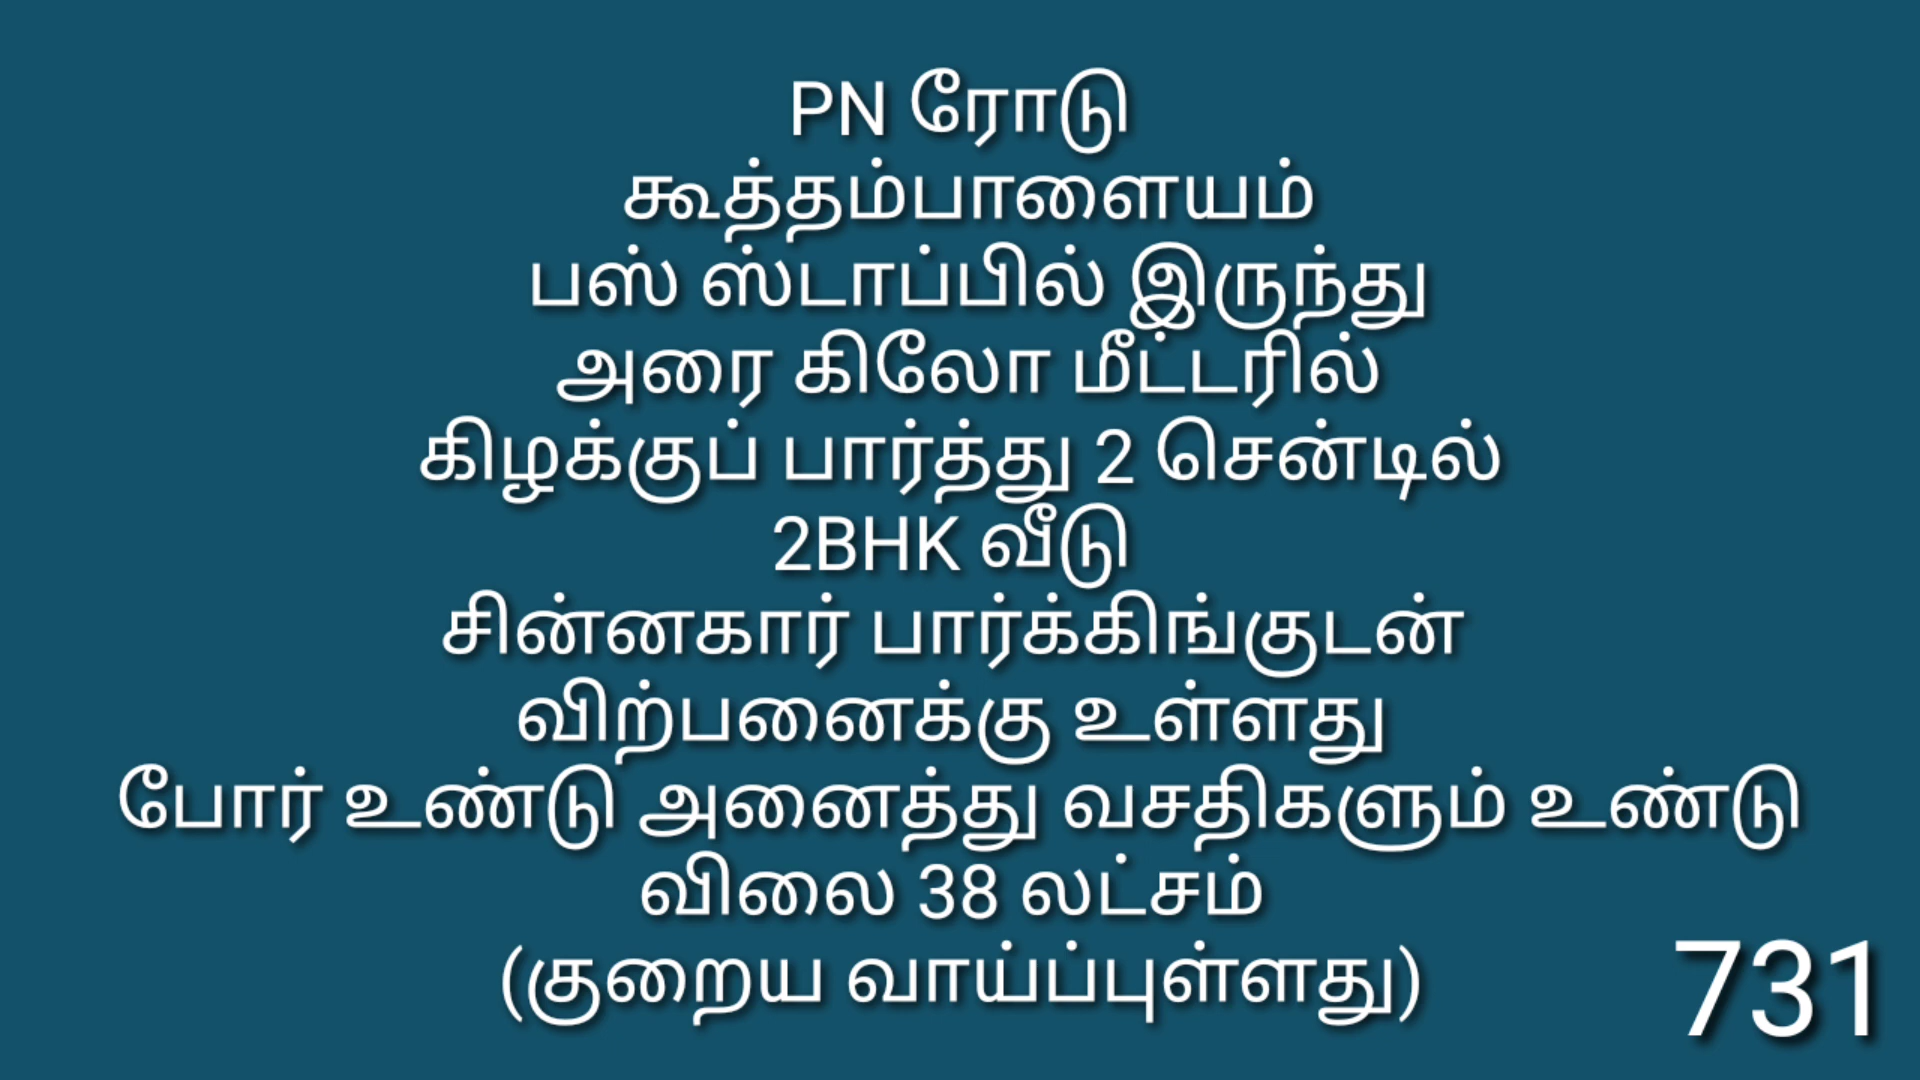 PN ரோடு
கூத்தம்பாளையம்
பஸ் ஸ்டாப்பில் இருந்து
அரை கிலோ மீட்டரில்
கிழக்குப் பார்த்து 2 சென்டில்
2BHK வீடு
சின்னகார் பார்க்கிங்குடன்
விற்பனைக்கு உள்ளது
போர் உண்டு அனைத்து வசதிகளும் உண்டு
விலை 38 லட்சம்
(குறைய வாய்ப்புள்ளது)
731